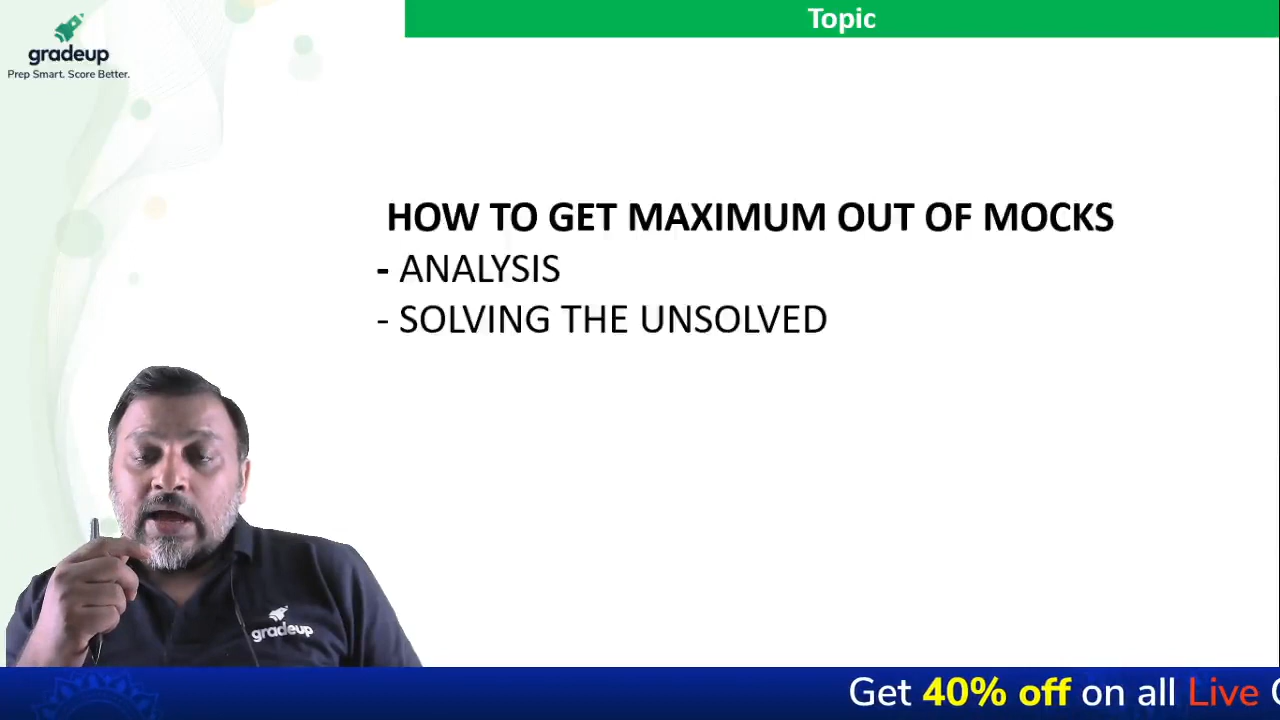 Topic
gradeup
Prep Smart. Score Better.
HOW TO GET MAXIMUM OUT OF MOCKS
- ANALYSIS
- SOLVING THE UNSOLVED
gradeup
Get 40% off on all Live C